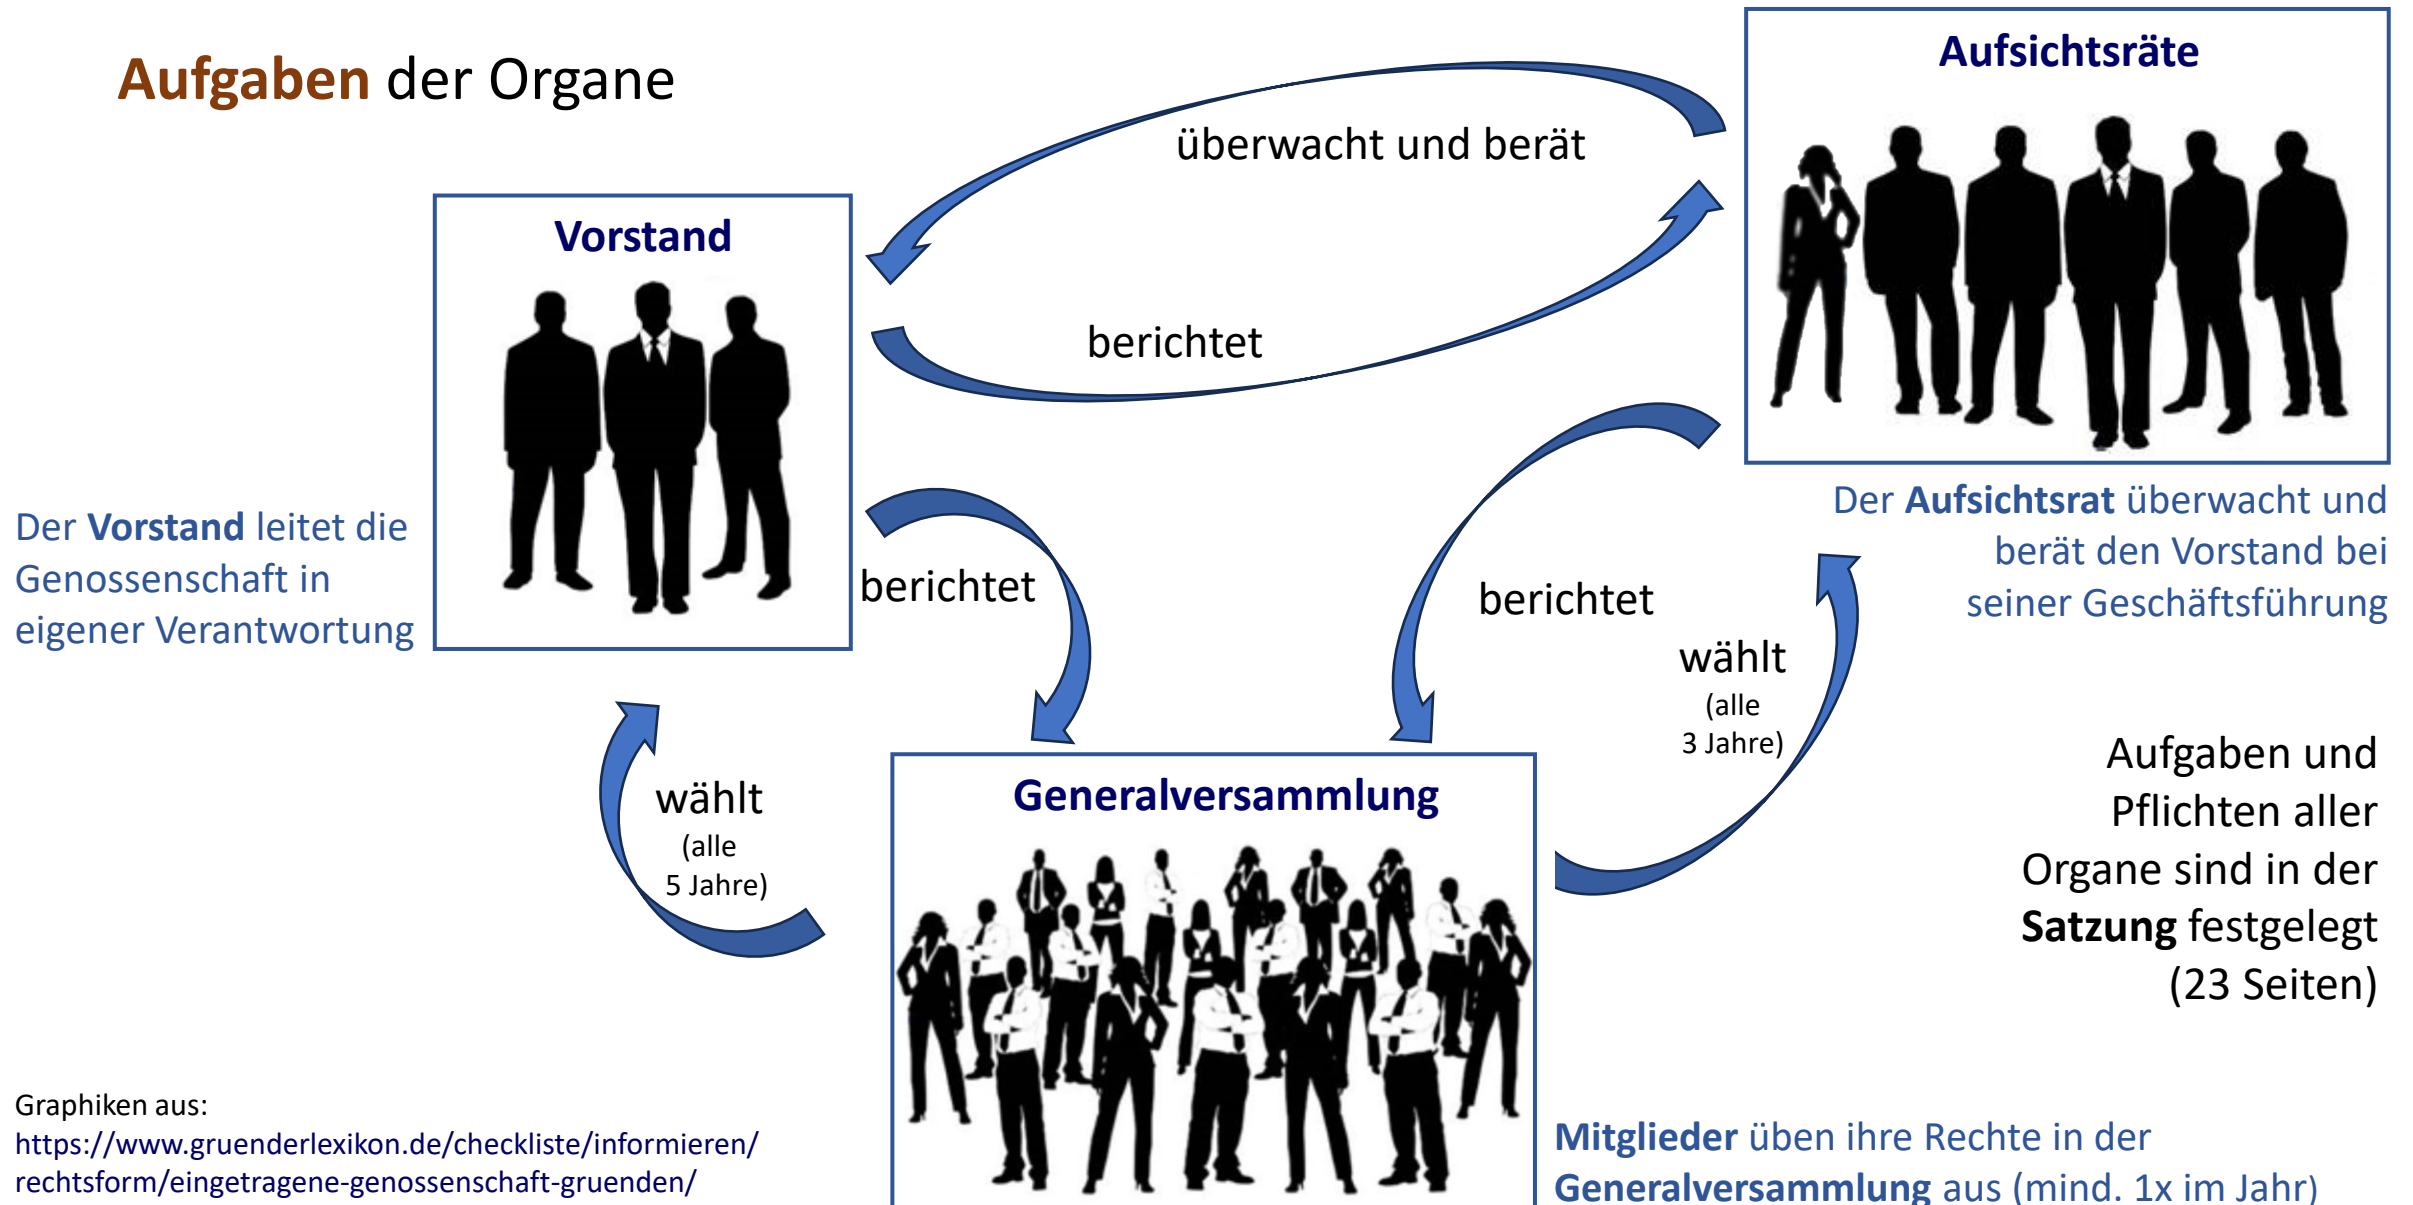 Aufgaben der Organe
Aufsichtsräte
überwacht und berät
Vorstand
berichtet
Der Vorstand leitet die
Genossenschaft in
eigener Verantwortung
Der Aufsichtsrat überwacht und
berät den Vorstand bei
seiner Geschäftsführung
berichtet
berichtet
wählt
(alle
3 Jahre)
wählt
(alle
5 Jahre)
Generalversammlung
Aufgaben und
Pflichten aller
Organe sind in der
Satzung festgelegt
(23 Seiten)
Graphiken aus:
https://www.gruenderlexikon.de/checkliste/informieren/
rechtsform/eingetragene-genossenschaft-gruenden/
Mitglieder üben ihre Rechte in der
Generalversammlung aus (mind. 1x im Jahr)